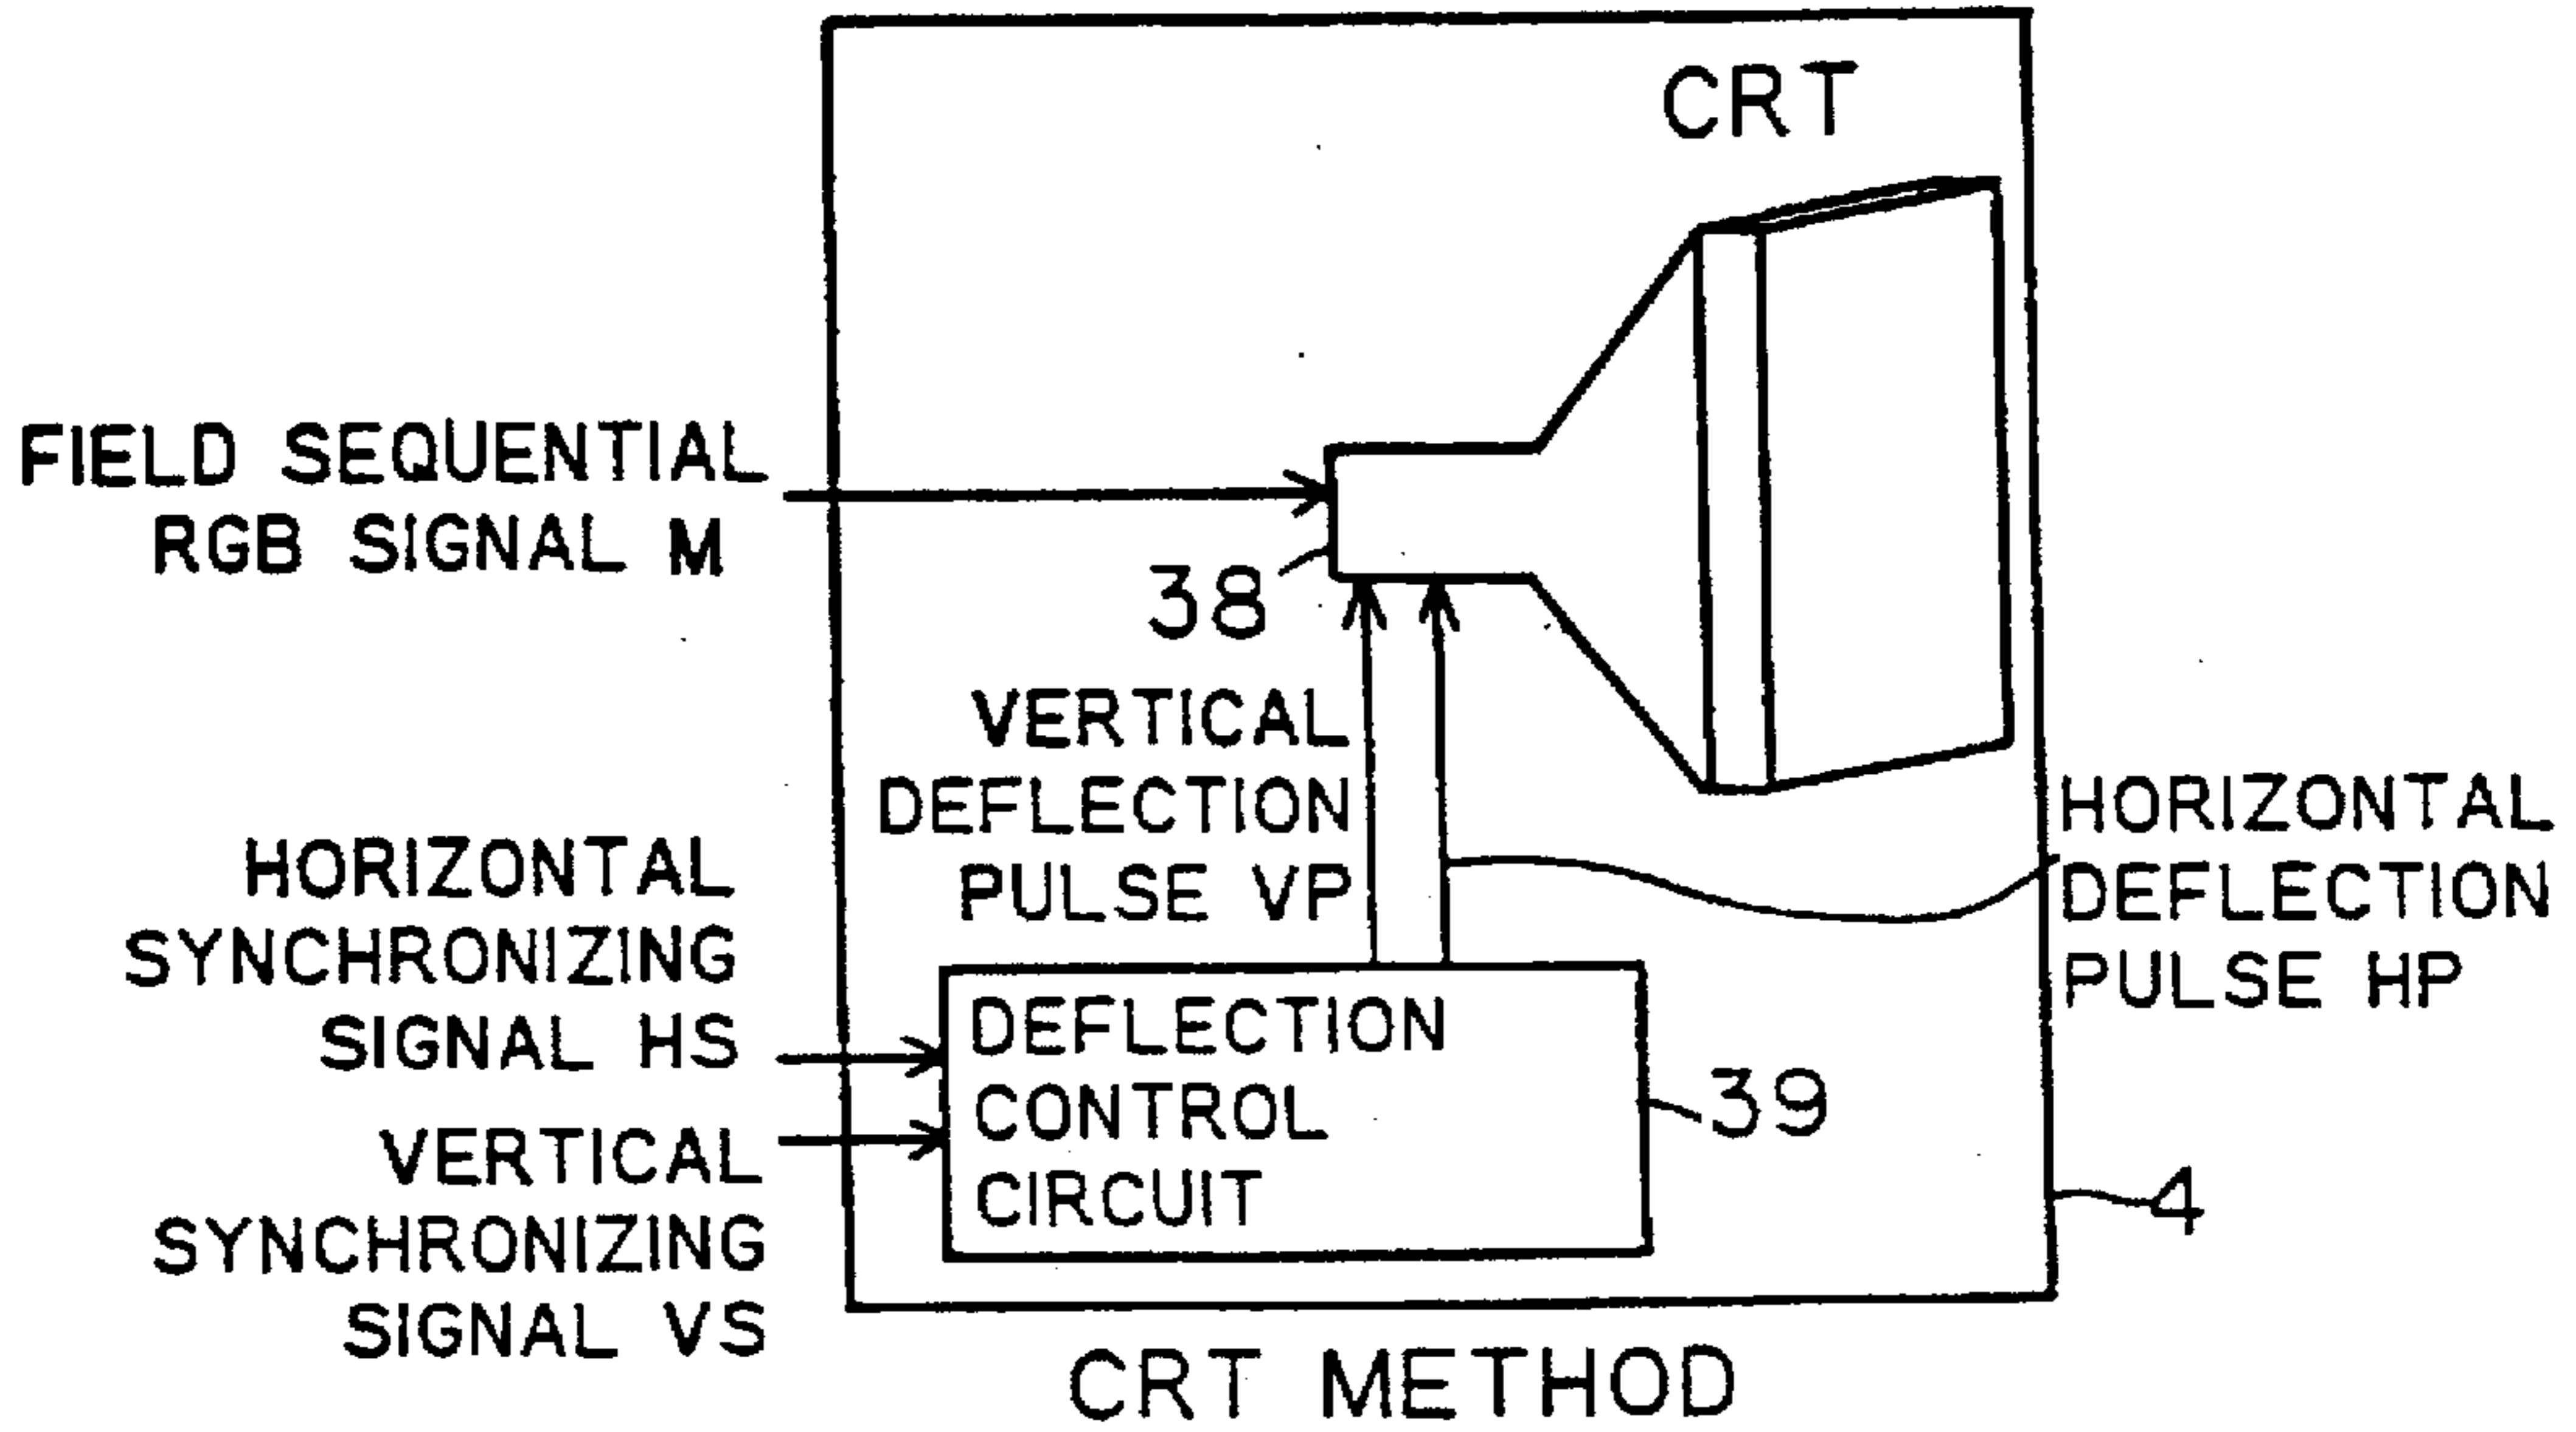 CRT
FIELD SEQUENTIAL
RGB SIGNAL M
38
VERTICAL
DEFLECTION
PULSE VP
HORIZONTAL
DEFLECTION
PULSE HP
HORIZONTAL
SYNCHRONIZING
SIGNAL HS
VERTICAL
SYNCHRONIZING
SIGNAL VS
DEFLECTION
CONTROL
CIRCUIT
39
4
CRT METHOD